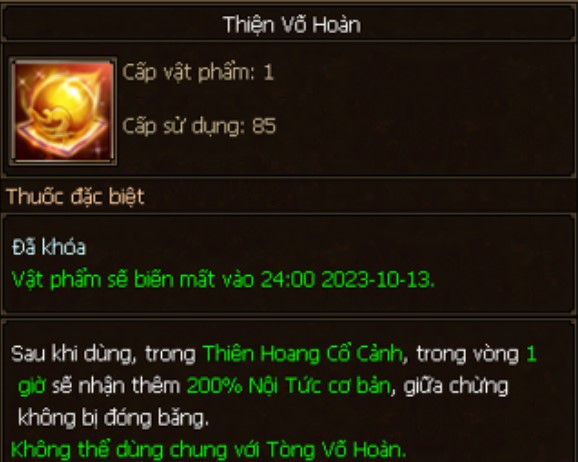 Thiện Võ Hoàn
Cấp vật phẩm: 1
Cấp sử dụng: 85
Thuốc đặc biệt
Đã khóa
Vật phẩm sẽ biến mất vào 24:00 2023-10-13.
Sau khi dùng, trong Thiên Hoang Cổ Cảnh, trong vòng 1
giờ sẽ nhận thêm 200% Nội Tức cơ bản, giữa chừng
không bị đóng băng.
Không thể dùng chung với Tòng Võ Hoàn.